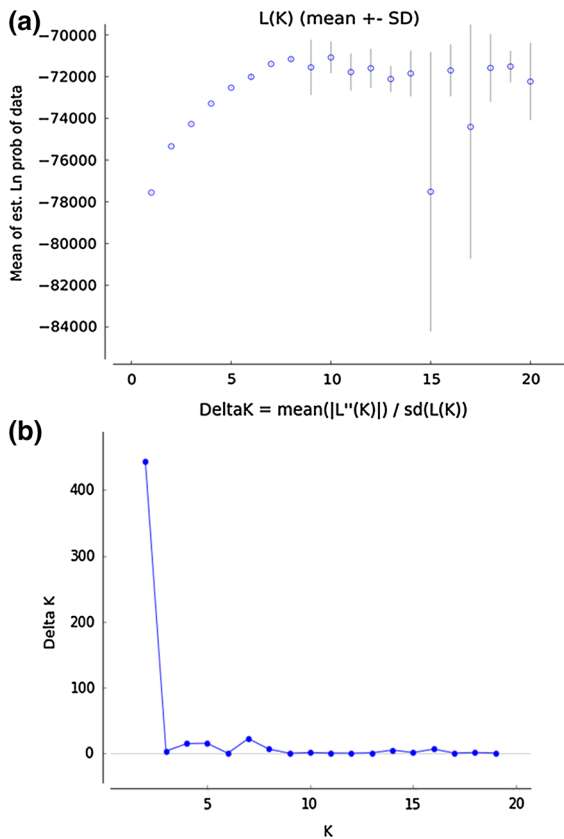 (a)
L(K) (mean +- SD)
Mean of est. Ln prob of data
−70000
−72000
−74000
−76000
−78000
−80000
−82000
−84000
0 5 10 15 20
(b)
DeltaK = mean(|L''(K)|) / sd(L(K))
Delta K
400
300
200
100
0
5 10 15 20
K